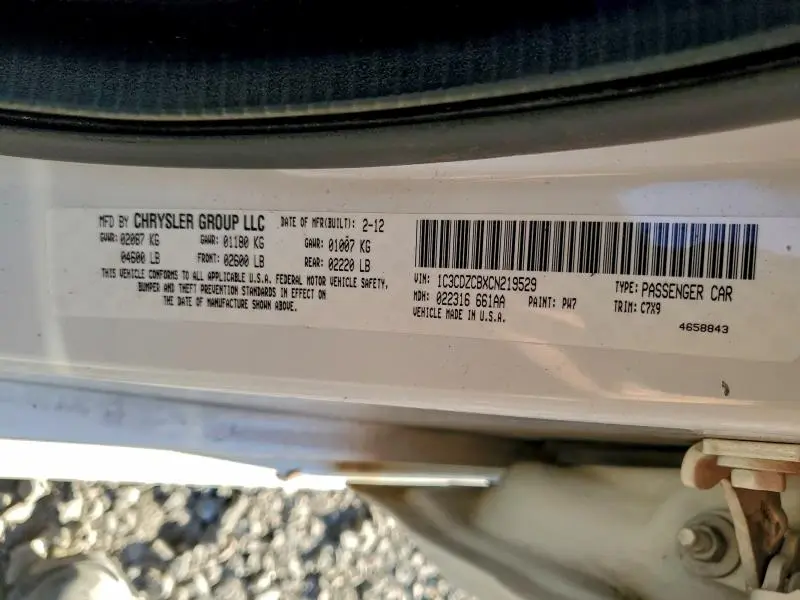 MFD BY CHRYSLER GROUP LLC DATE OF MFR(BUILT): 2-12
GVWR: 02087 KG GAWR: 01180 KG GAWR: 01007 KG
04600 LB FRONT: 02600 LB REAR: 02220 LB
THIS VEHICLE CONFORMS TO ALL APPLICABLE U.S.A. FEDERAL MOTOR VEHICLE SAFETY,
BUMPER AND THEFT PREVENTION STANDARDS IN EFFECT ON
THE DATE OF MANUFACTURE SHOWN ABOVE.
VIN: 1C3CDZCBXCN219529 TYPE: PASSENGER CAR
MDH: 022316 661AA PAINT: PW7 TRIM: C7X9
VEHICLE MADE IN U.S.A.
4658843